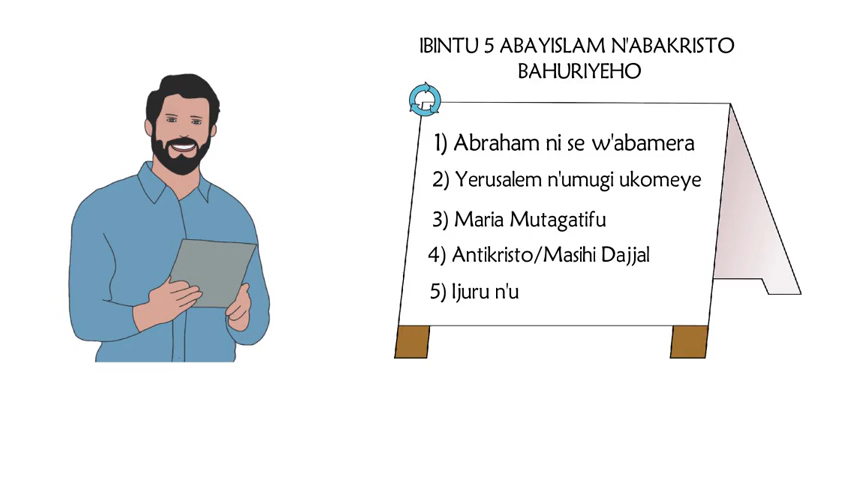 IBINTU 5 ABAYISLAM N'ABAKRISTO
BAHURIYEHO
1) Abraham ni se w'abamera
2) Yerusalem n'umugi ukomeye
3) Maria Mutagatifu
4) Antikristo/Masihi Dajjal
5) Ijuru n'u